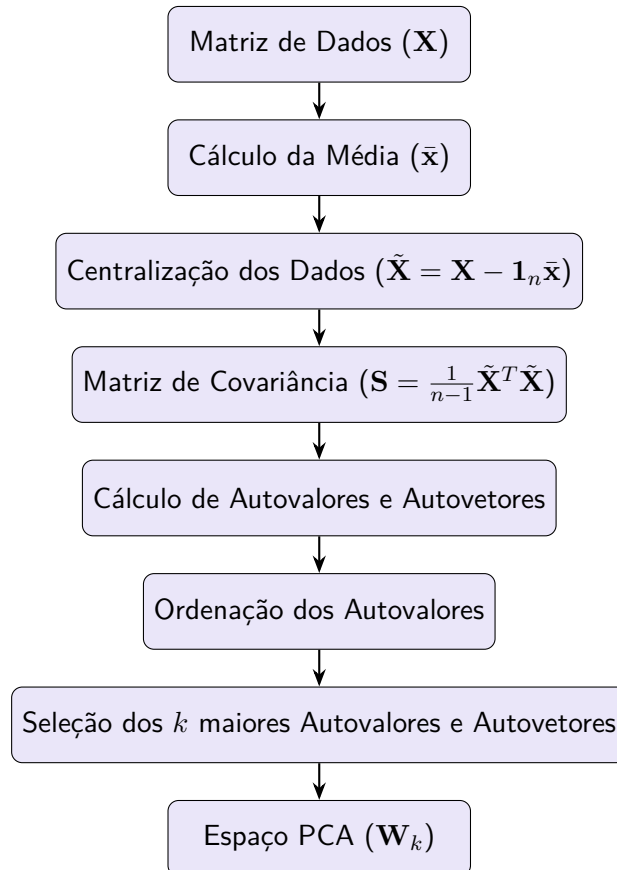 Matriz de Dados (𝐗)
Cálculo da Média (𝐱̄)
Centralização dos Dados (𝐗̃ = 𝐗 − 𝟏ₙ𝐱̄)
Matriz de Covariância (𝐒 = 1/(n−1) 𝐗̃ᵀ𝐗̃)
Cálculo de Autovalores e Autovetores
Ordenação dos Autovalores
Seleção dos k maiores Autovalores e Autovetores
Espaço PCA (𝐖ₖ)